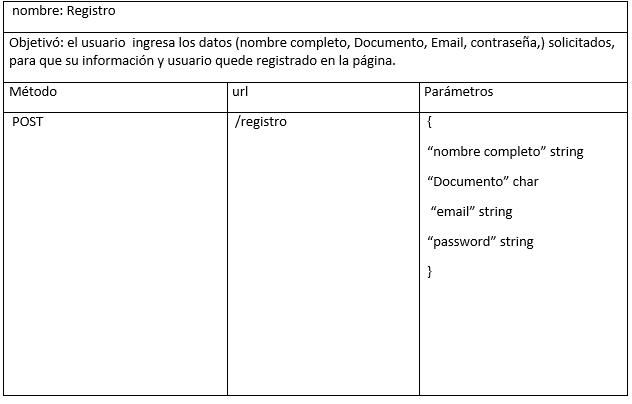 nombre: Registro
Objetivó: el usuario ingresa los datos (nombre completo, Documento, Email, contraseña,) solicitados,
para que su información y usuario quede registrado en la página.
Método url Parámetros
POST /registro {
“nombre completo” string
“Documento” char
“email” string
“password” string
}